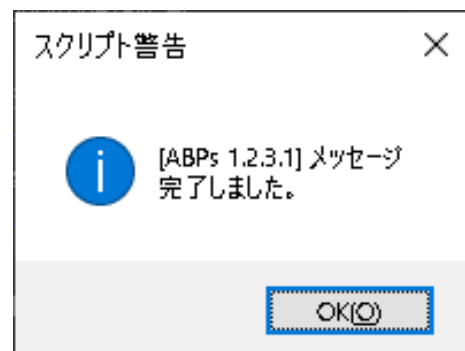 スクリプト警告
[ABPs 1.2.3.1] メッセージ
完了しました。
OK(O)